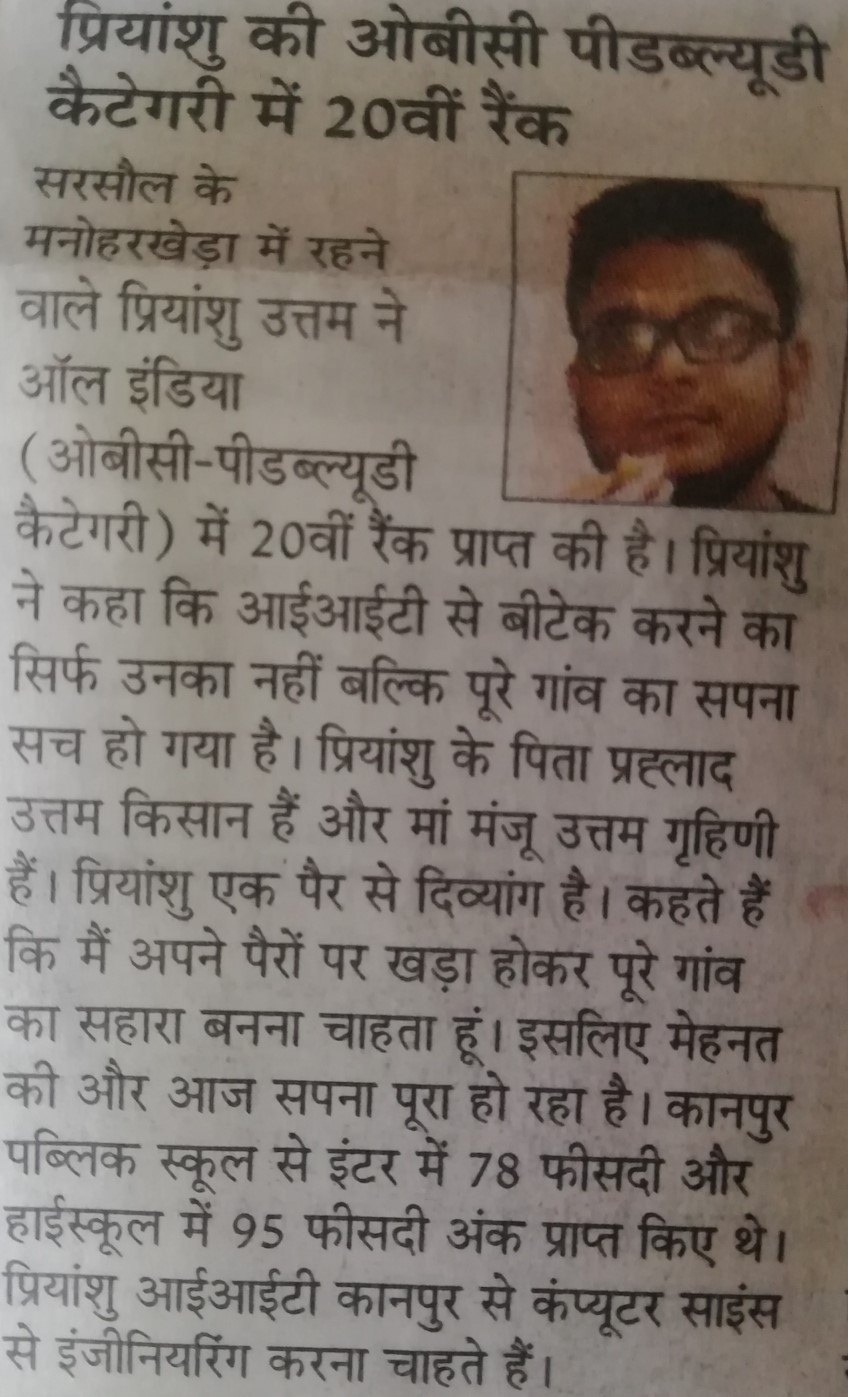 प्रियांशु की ओबीसी पीडब्ल्यूडी
कैटेगरी में 20वीं रैंक
सरसौल के
मनोहरखेड़ा में रहने
वाले प्रियांशु उत्तम ने
ऑल इंडिया
(ओबीसी-पीडब्ल्यूडी
कैटेगरी) में 20वीं रैंक प्राप्त की है। प्रियांशु
ने कहा कि आईआईटी से बीटेक करने का
सिर्फ उनका नहीं बल्कि पूरे गांव का सपना
सच हो गया है। प्रियांशु के पिता प्रह्लाद
उत्तम किसान हैं और मां मंजू उत्तम गृहिणी
हैं। प्रियांशु एक पैर से दिव्यांग है। कहते हैं
कि मैं अपने पैरों पर खड़ा होकर पूरे गांव
का सहारा बनना चाहता हूं। इसलिए मेहनत
की और आज सपना पूरा हो रहा है। कानपुर
पब्लिक स्कूल से इंटर में 78 फीसदी और
हाईस्कूल में 95 फीसदी अंक प्राप्त किए थे।
प्रियांशु आईआईटी कानपुर से कंप्यूटर साइंस
से इंजीनियरिंग करना चाहते हैं।